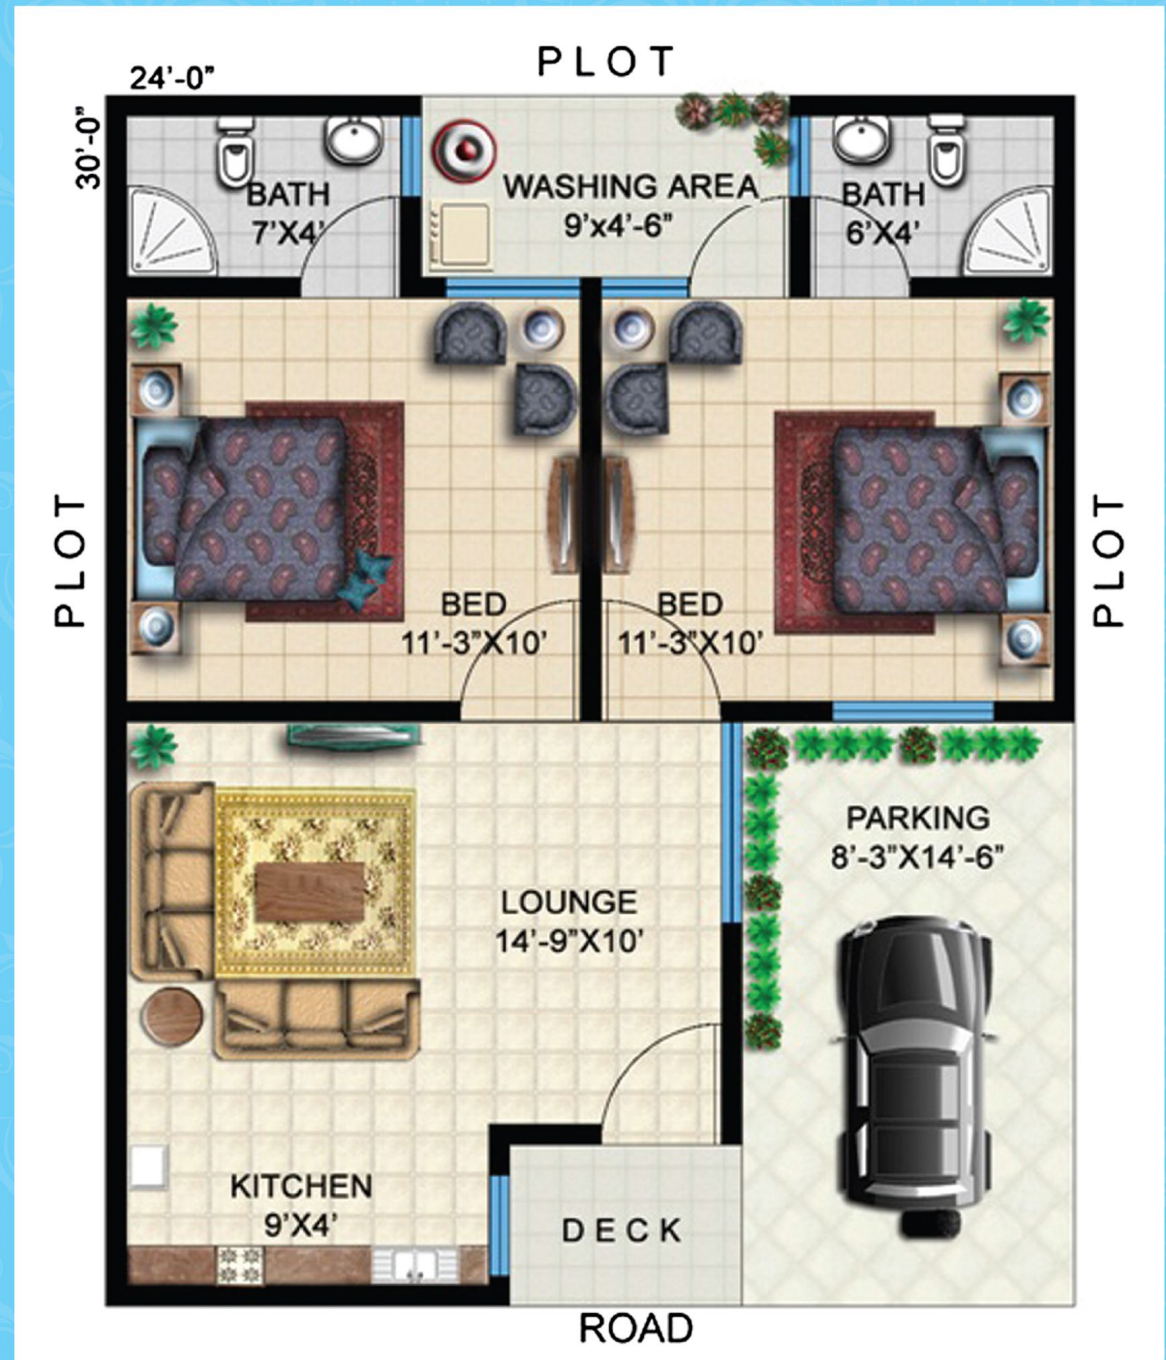 PLOT
24'-0”
30'-0”
BATH
7'X4'
WASHING AREA
9'x4'-6”
BATH
6'X4'
PLOT
BED
11'-3”X10'
BED
11'-3”X10'
PLOT
PARKING
8'-3”X14'-6”
LOUNGE
14'-9”X10'
KITCHEN
9'X4'
DECK
ROAD